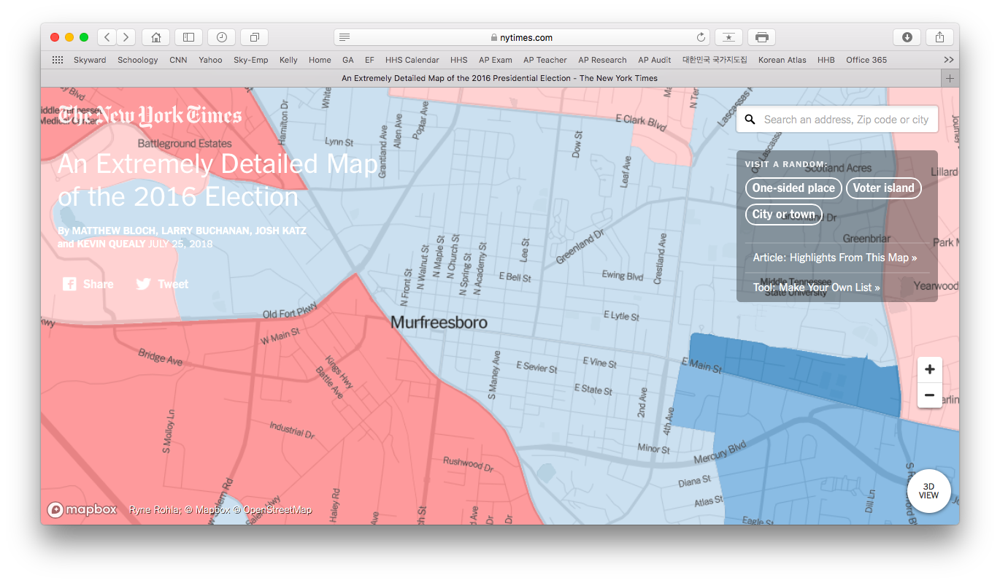 nytimes.com
Skyward Schoology CNN Yahoo Sky-Emp Kelly Home GA EF HHS Calendar HHS AP Exam AP Teacher AP Research AP Audit 대한민국 국가지도집 Korean Atlas HHB Office 365
An Extremely Detailed Map of the 2016 Presidential Election - The New York Times
The New York Times
Medical Center
Battleground Estates
An Extremely Detailed Map
of the 2016 Election
By MATTHEW BLOCH, LARRY BUCHANAN, JOSH KATZ
and KEVIN QUEALY JULY 25, 2018
Share Tweet
Search an address, Zip code or city
VISIT A RANDOM:
One-sided place Voter island
City or town
Article: Highlights From This Map »
Tool: Make Your Own List »
Hamilton Dr
White
Lynn St
Grantland Ave
Allen Ave
Poplar Ave
E Clark Blvd
Dow St
Leaf Ave
N Ter
Scotland Acres
Lillard
Greenbriar
Park M
Middle Tennessee
State University
Yearwood
N Front St
N Walnut St
N Maple St
N Church St
N Spring St
N Academy St
Lee St
E Bell St
Greenland Dr
Ewing Blvd
Crestland Ave
Old Fort Pkwy
W Main St
Murfreesboro
E Lytle St
Bridge Ave
Kings Hwy
Battle Ave
S Maney Ave
E Sevier St
E Vine St
E State St
E Main St
2nd Ave
4th Ave
S Molloy Ln
Industrial Dr
Rushwood Dr
Minor St
Mercury Blvd
Diana St
Atlas St
Eagle St
Dill Ln
Haley Rd
3D
VIEW
mapbox
Ryne Rohla; © Mapbox © OpenStreetMap